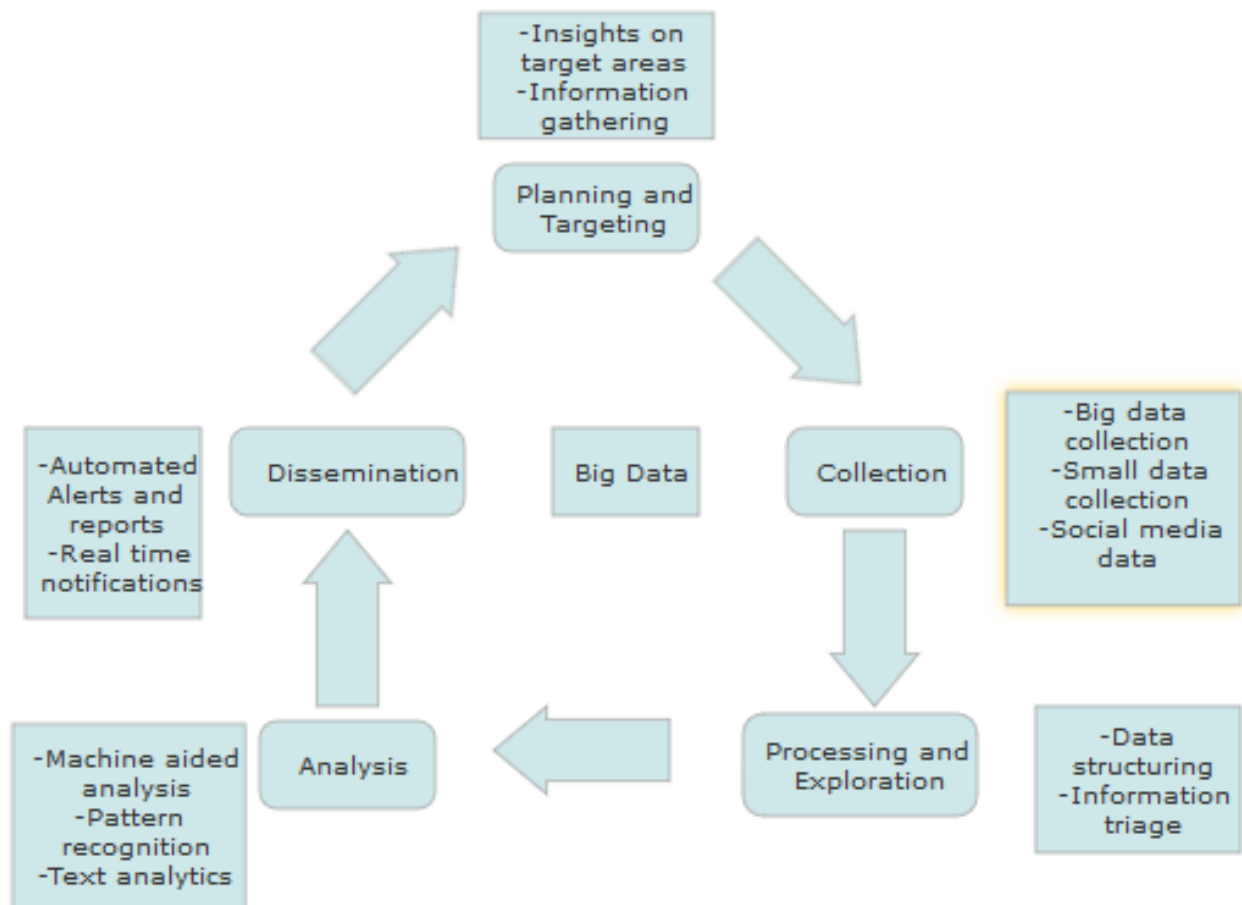 -Insights on
target areas
-Information
gathering
Planning and
Targeting
-Automated
Alerts and
reports
-Real time
notifications
Dissemination
Big Data
Collection
-Big data
collection
-Small data
collection
-Social media
data
-Machine aided
analysis
-Pattern
recognition
-Text analytics
Analysis
Processing and
Exploration
-Data
structuring
-Information
triage